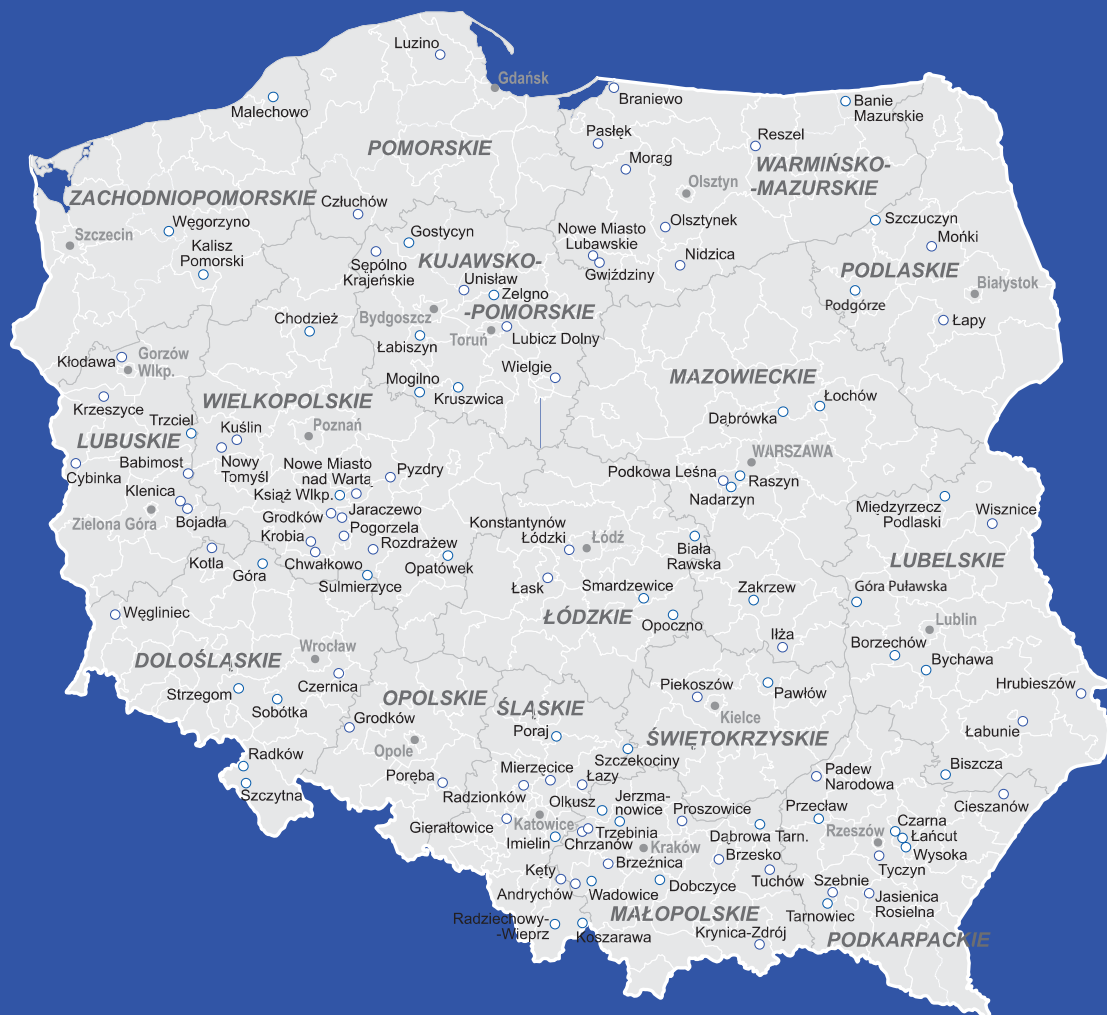 Luzino
Gdańsk
Braniewo
Banie
Mazurskie
Malechowo
Pasłęk
Reszel
POMORSKIE
Morąg
WARMIŃSKO-
-MAZURSKIE
Olsztyn
ZACHODNIOPOMORSKIE
Człuchów
Węgorzyno
Szczecin
Kalisz
Pomorski
Gostycyn
Nowe Miasto
Lubawskie
Olsztynek
Szczuczyn
Mońki
Sępólno
Krajeńskie
KUJAWSKO-
-POMORSKIE
Gwiździny
Nidzica
PODLASKIE
Unisław
Zelgno
Podgórze
Białystok
Chodzież
Bydgoszcz
Toruń
Lubicz Dolny
Łapy
Łabiszyn
Kłodawa
Gorzów
Wlkp.
Wielgie
Mogilno
Kruszwica
MAZOWIECKIE
Krzeszyce
WIELKOPOLSKIE
Łochów
Dąbrówka
Trzciel
Kuślin
Poznań
LUBUSKIE
WARSZAWA
Babimost
Nowy
Tomyśl
Nowe Miasto
nad Wartą
Pyzdry
Podkowa Leśna
Raszyn
Cybinka
Nadarzyn
Klenica
Książ Wlkp.
Międzyrzecz
Podlaski
Wisznice
Zielona Góra
Bojadła
Grodków
Jaraczewo
Pogorzela
Krobia
Rozdrażew
Konstantynów
Łódzki
Łódź
Biała
Rawska
LUBELSKIE
Kotla
Góra
Chwałkowo
Opatówek
Sulmierzyce
Łask
Smardzewice
Zakrzew
Góra Puławska
Węgliniec
ŁÓDZKIE
Opoczno
Lublin
Iłża
Borzechów
Bychawa
DOLOŚLĄSKIE
Wrocław
Czernica
Strzegom
Sobótka
OPOLSKIE
ŚLĄSKIE
Piekoszów
Pawłów
Hrubieszów
Grodków
Kielce
Łabunie
Opole
Poraj
ŚWIĘTOKRZYSKIE
Radków
Szczekociny
Szczytna
Poręba
Mierzęcice
Łazy
Padew
Narodowa
Biszcza
Radzionków
Olkusz
Jerzma-
nowice
Proszowice
Przecław
Cieszanów
Gierałtowice
Katowice
Trzebinia
Dąbrowa Tarn.
Rzeszów
Czarna
Łańcut
Imielin
Chrzanów
Kraków
Wysoka
Brzeźnica
Brzesko
Tyczyn
Kęty
Tuchów
Szebnie
Andrychów
Wadowice
Dobczyce
Jasienica
Rosielna
Tarnowiec
Radziechowy-
-Wieprz
MAŁOPOLSKIE
Koszarawa
Krynica-Zdrój
PODKARPACKIE